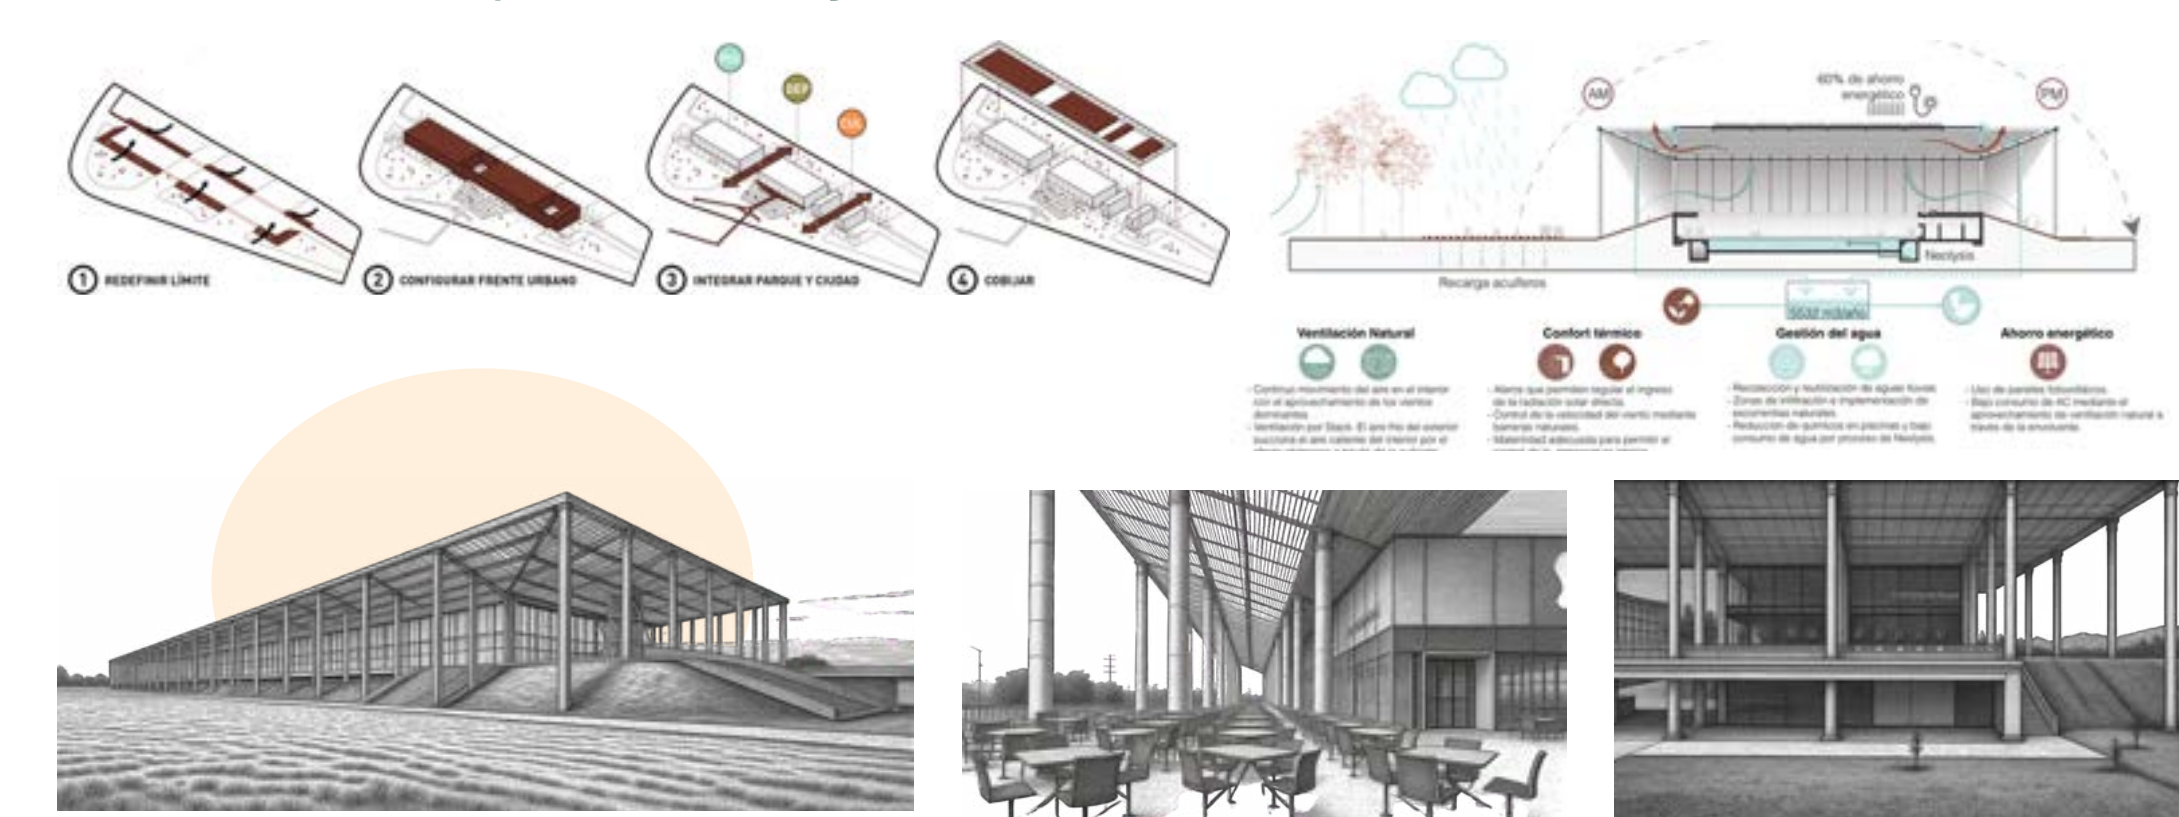 1 REDEFINIR LÍMITE
2 CONFIGURAR FRENTE URBANO
DEP
CUL
3 INTEGRAR PARQUE Y CIUDAD
4 COBIJAR
AM
60% de ahorro
energético
PM
Neolysis
Recarga acuíferos
5532 m3/año
Ventilación Natural
- Continuo movimiento del aire en el interior
con el aprovechamiento de los vientos
dominantes
- Ventilación por Stack. El aire frío del exterior
succiona el aire caliente del interior por el
Confort térmico
- Aleros que permiten regular el ingreso
de la radiación solar directa.
- Control de la velocidad del viento mediante
barreras naturales.
- Materialidad adecuada para permitir el
Gestión del agua
- Recolección y reutilización de aguas lluvias
- Zonas de infiltración e implementación de
escorrentías naturales.
- Reducción de químicos en piscinas y bajo
consumo de agua por proceso de Neolysis.
Ahorro energético
- Uso de paneles fotovoltaicos.
- Bajo consumo de AC mediante el
aprovechamiento de ventilación natural a
través de la envolvente.